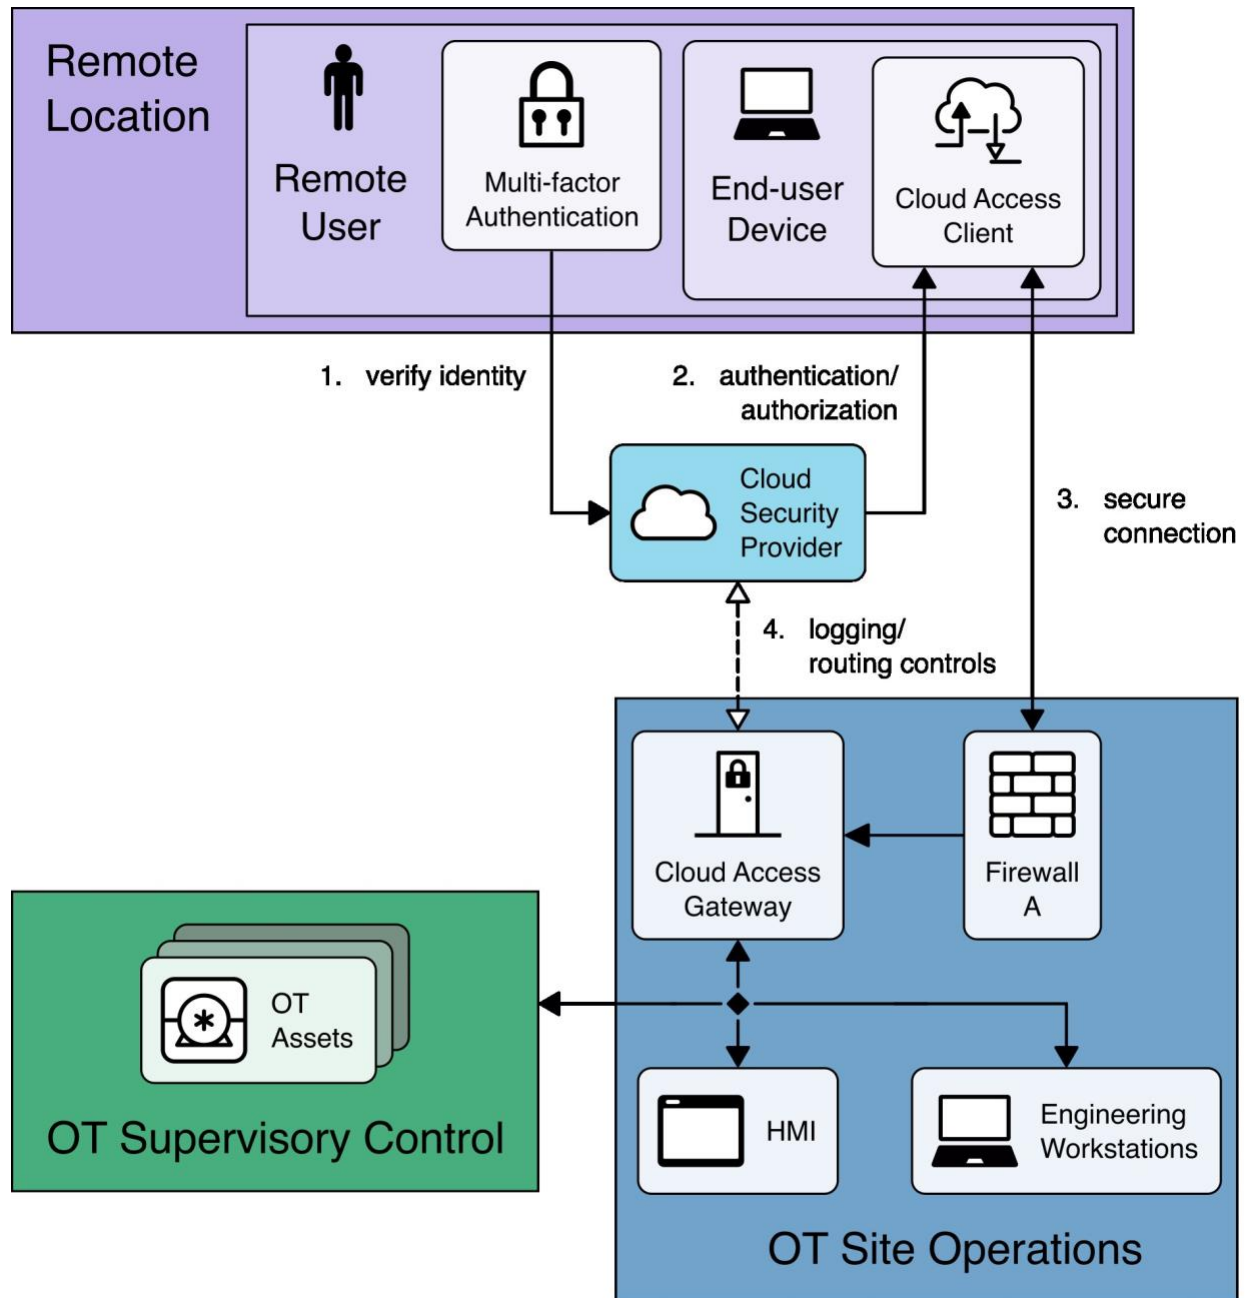 Remote
Location
Remote
User
Multi-factor
Authentication
End-user
Device
Cloud Access
Client
1. verify identity
2. authentication/
authorization
Cloud
Security
Provider
3. secure
connection
4. logging/
routing controls
Cloud Access
Gateway
Firewall
A
OT
Assets
OT Supervisory Control
HMI
Engineering
Workstations
OT Site Operations